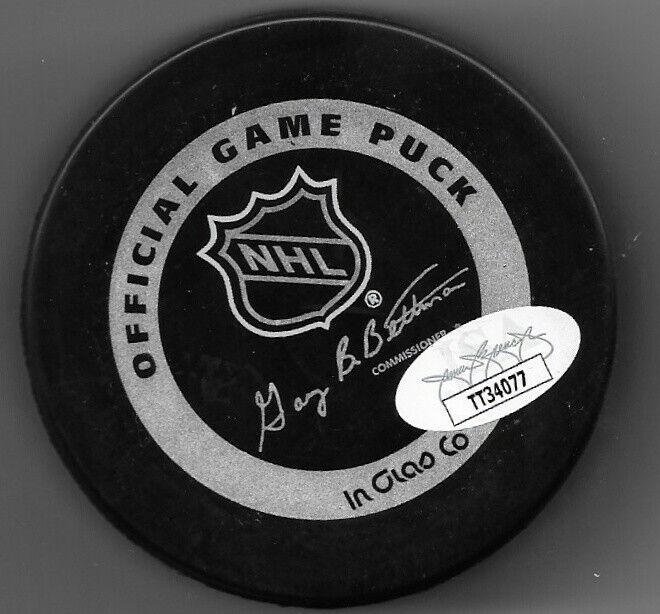 OFFICIAL GAME PUCK
NHL
®
Gary B. Bettman
COMMISSIONER
TT34077
In Glas Co